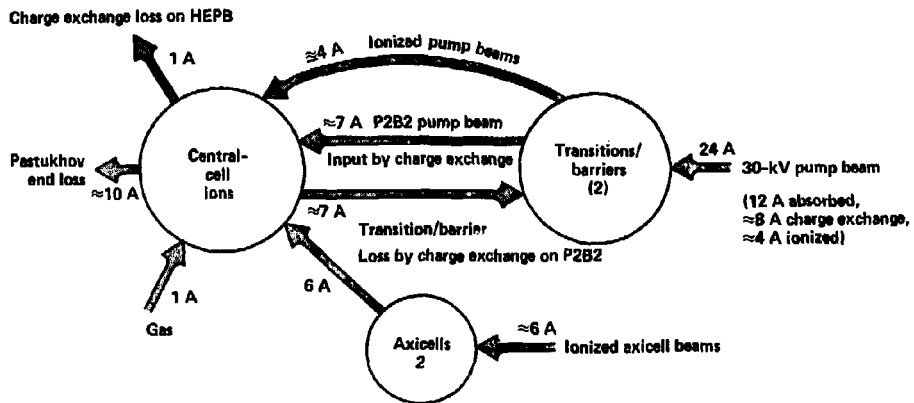 Charge exchange loss on HEPB
1 A
≈4 A
Ionized pump beams
≈7 A P2B2 pump beam
Input by charge exchange
Central-
cell
ions
Transitions/
barriers
(2)
24 A
30-kV pump beam
(12 A absorbed,
≈8 A charge exchange,
≈4 A ionized)
Pastukhov
end loss
≈10 A
≈7 A
Transition/barrier
Loss by charge exchange on P2B2
6 A
1 A
Gas
Axicells
2
≈6 A
Ionized axicell beams